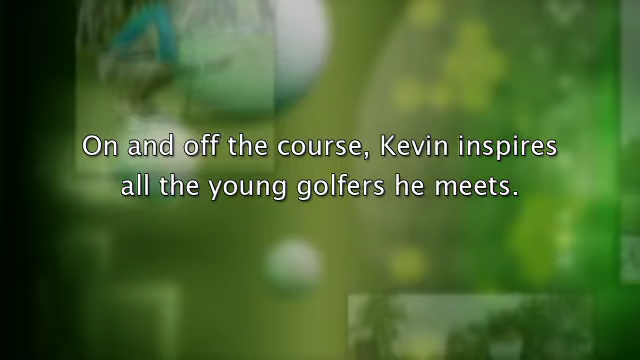 On and off the course, Kevin inspires
all the young golfers he meets.